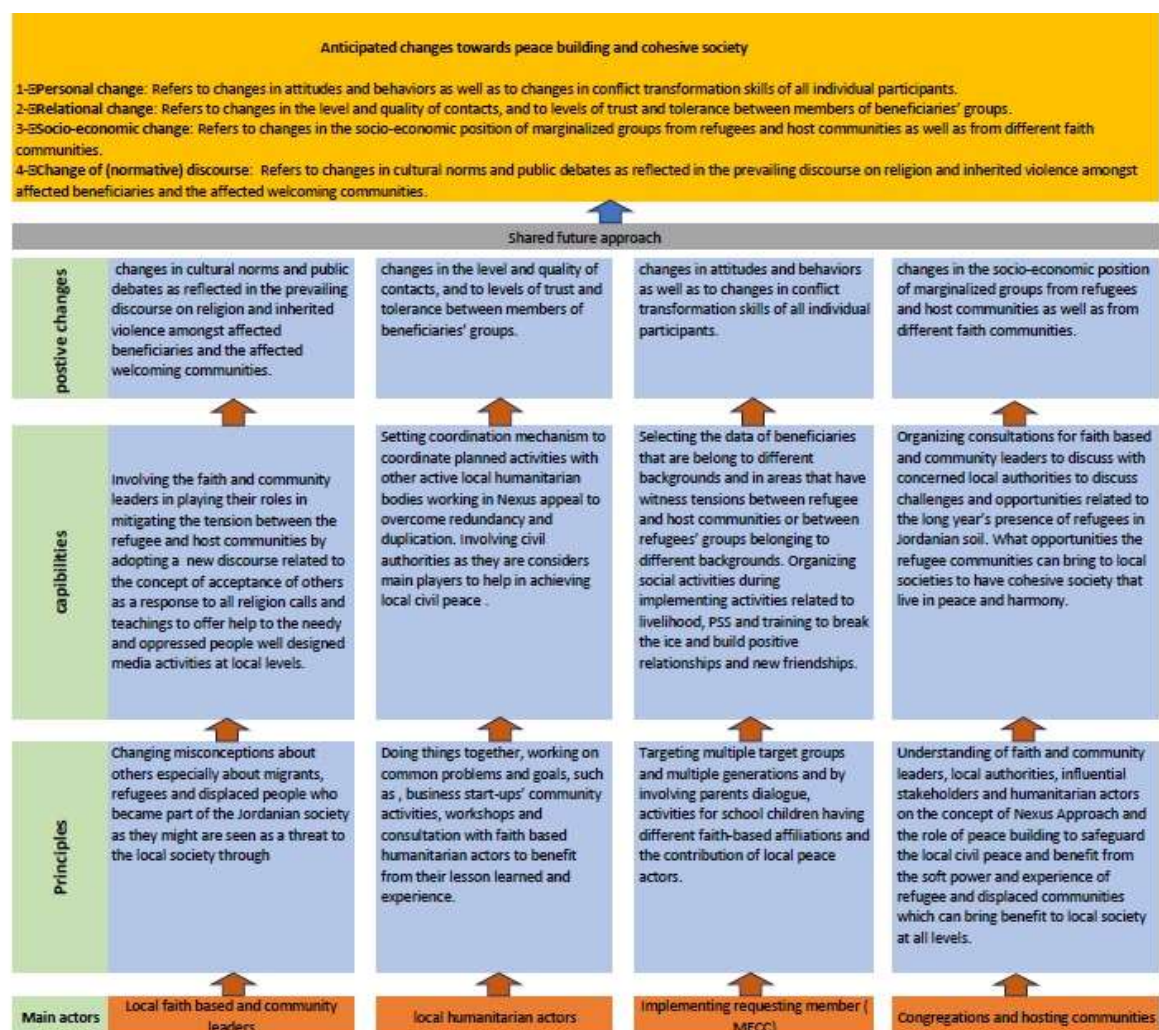 Anticipated changes towards peace building and cohesive society
1-Personal change: Refers to changes in attitudes and behaviors as well as to changes in conflict transformation skills of all individual participants.
2-Relational change: Refers to changes in the level and quality of contacts, and to levels of trust and tolerance between members of beneficiaries' groups.
3-Socio-economic change: Refers to changes in the socio-economic position of marginalized groups from refugees and host communities as well as from different faith
communities.
4-Change of (normative) discourse: Refers to changes in cultural norms and public debates as reflected in the prevailing discourse on religion and inherited violence amongst
affected beneficiaries and the affected welcoming communities.
Shared future approach
postive changes
changes in cultural norms and public
debates as reflected in the prevailing
discourse on religion and inherited
violence amongst affected
beneficiaries and the affected
welcoming communities.
changes in the level and quality of
contacts, and to levels of trust and
tolerance between members of
beneficiaries' groups.
changes in attitudes and behaviors
as well as to changes in conflict
transformation skills of all individual
participants.
changes in the socio-economic position
of marginalized groups from refugees
and host communities as well as from
different faith communities.
capibilities
Involving the faith and community
leaders in playing their roles in
mitigating the tension between the
refugee and host communities by
adopting a new discourse related to
the concept of acceptance of others
as a response to all religion calls and
teachings to offer help to the needy
and oppressed people well designed
media activities at local levels.
Setting coordination mechanism to
coordinate planned activities with
other active local humanitarian
bodies working in Nexus appeal to
overcome redundancy and
duplication. Involving civil
authorities as they are considers
main players to help in achieving
local civil peace .
Selecting the data of beneficiaries
that are belong to different
backgrounds and in areas that have
witness tensions between refugee
and host communities or between
refugees' groups belonging to
different backgrounds. Organizing
social activities during
implementing activities related to
livelihood, PSS and training to break
the ice and build positive
relationships and new friendships.
Organizing consultations for faith based
and community leaders to discuss with
concerned local authorities to discuss
challenges and opportunities related to
the long year's presence of refugees in
Jordanian soil. What opportunities the
refugee communities can bring to local
societies to have cohesive society that
live in peace and harmony.
Principles
Changing misconceptions about
others especially about migrants,
refugees and displaced people who
became part of the Jordanian society
as they might are seen as a threat to
the local society through
Doing things together, working on
common problems and goals, such
as , business start-ups' community
activities, workshops and
consultation with faith based
humanitarian actors to benefit
from their lesson learned and
experience.
Targeting multiple target groups
and multiple generations and by
involving parents dialogue,
activities for school children having
different faith-based affiliations and
the contribution of local peace
actors.
Understanding of faith and community
leaders, local authorities, influential
stakeholders and humanitarian actors
on the concept of Nexus Approach and
the role of peace building to safeguard
the local civil peace and benefit from
the soft power and experience of
refugee and displaced communities
which can bring benefit to local society
at all levels.
Main actors
Local faith based and community
leaders
local humanitarian actors
Implementing requesting member (
MECC)
Congregations and hosting communities